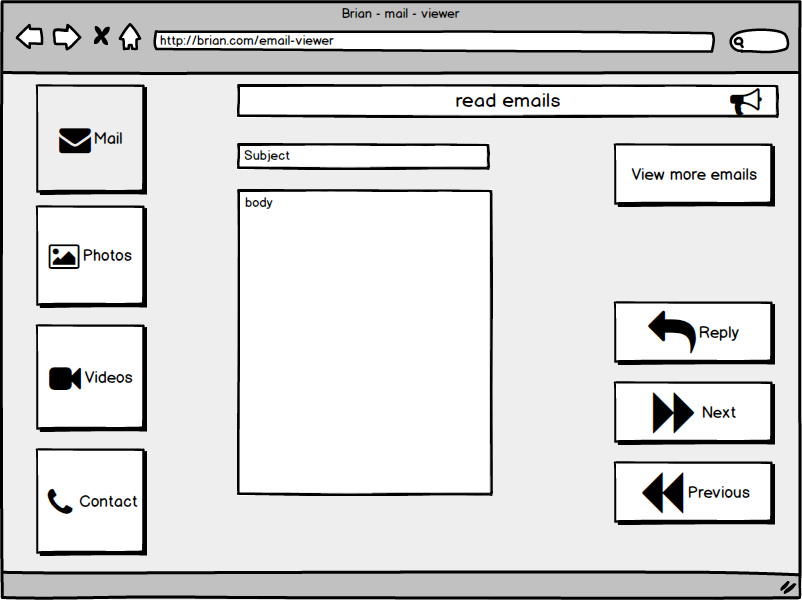 Brian - mail - viewer
http://brian.com/email-viewer
read emails
Mail
Subject
View more emails
body
Photos
Reply
Videos
Next
Previous
Contact